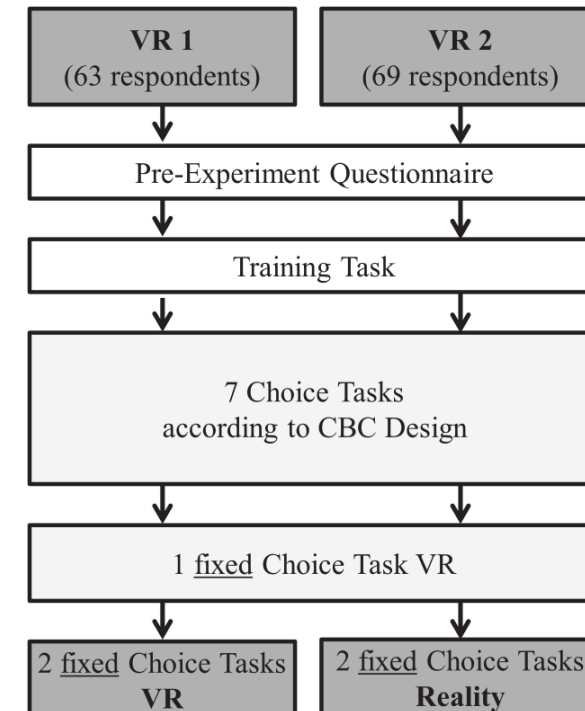 VR 1
(63 respondents)
VR 2
(69 respondents)
Pre-Experiment Questionnaire
Training Task
7 Choice Tasks
according to CBC Design
1 fixed Choice Task VR
2 fixed Choice Tasks
VR
2 fixed Choice Tasks
Reality